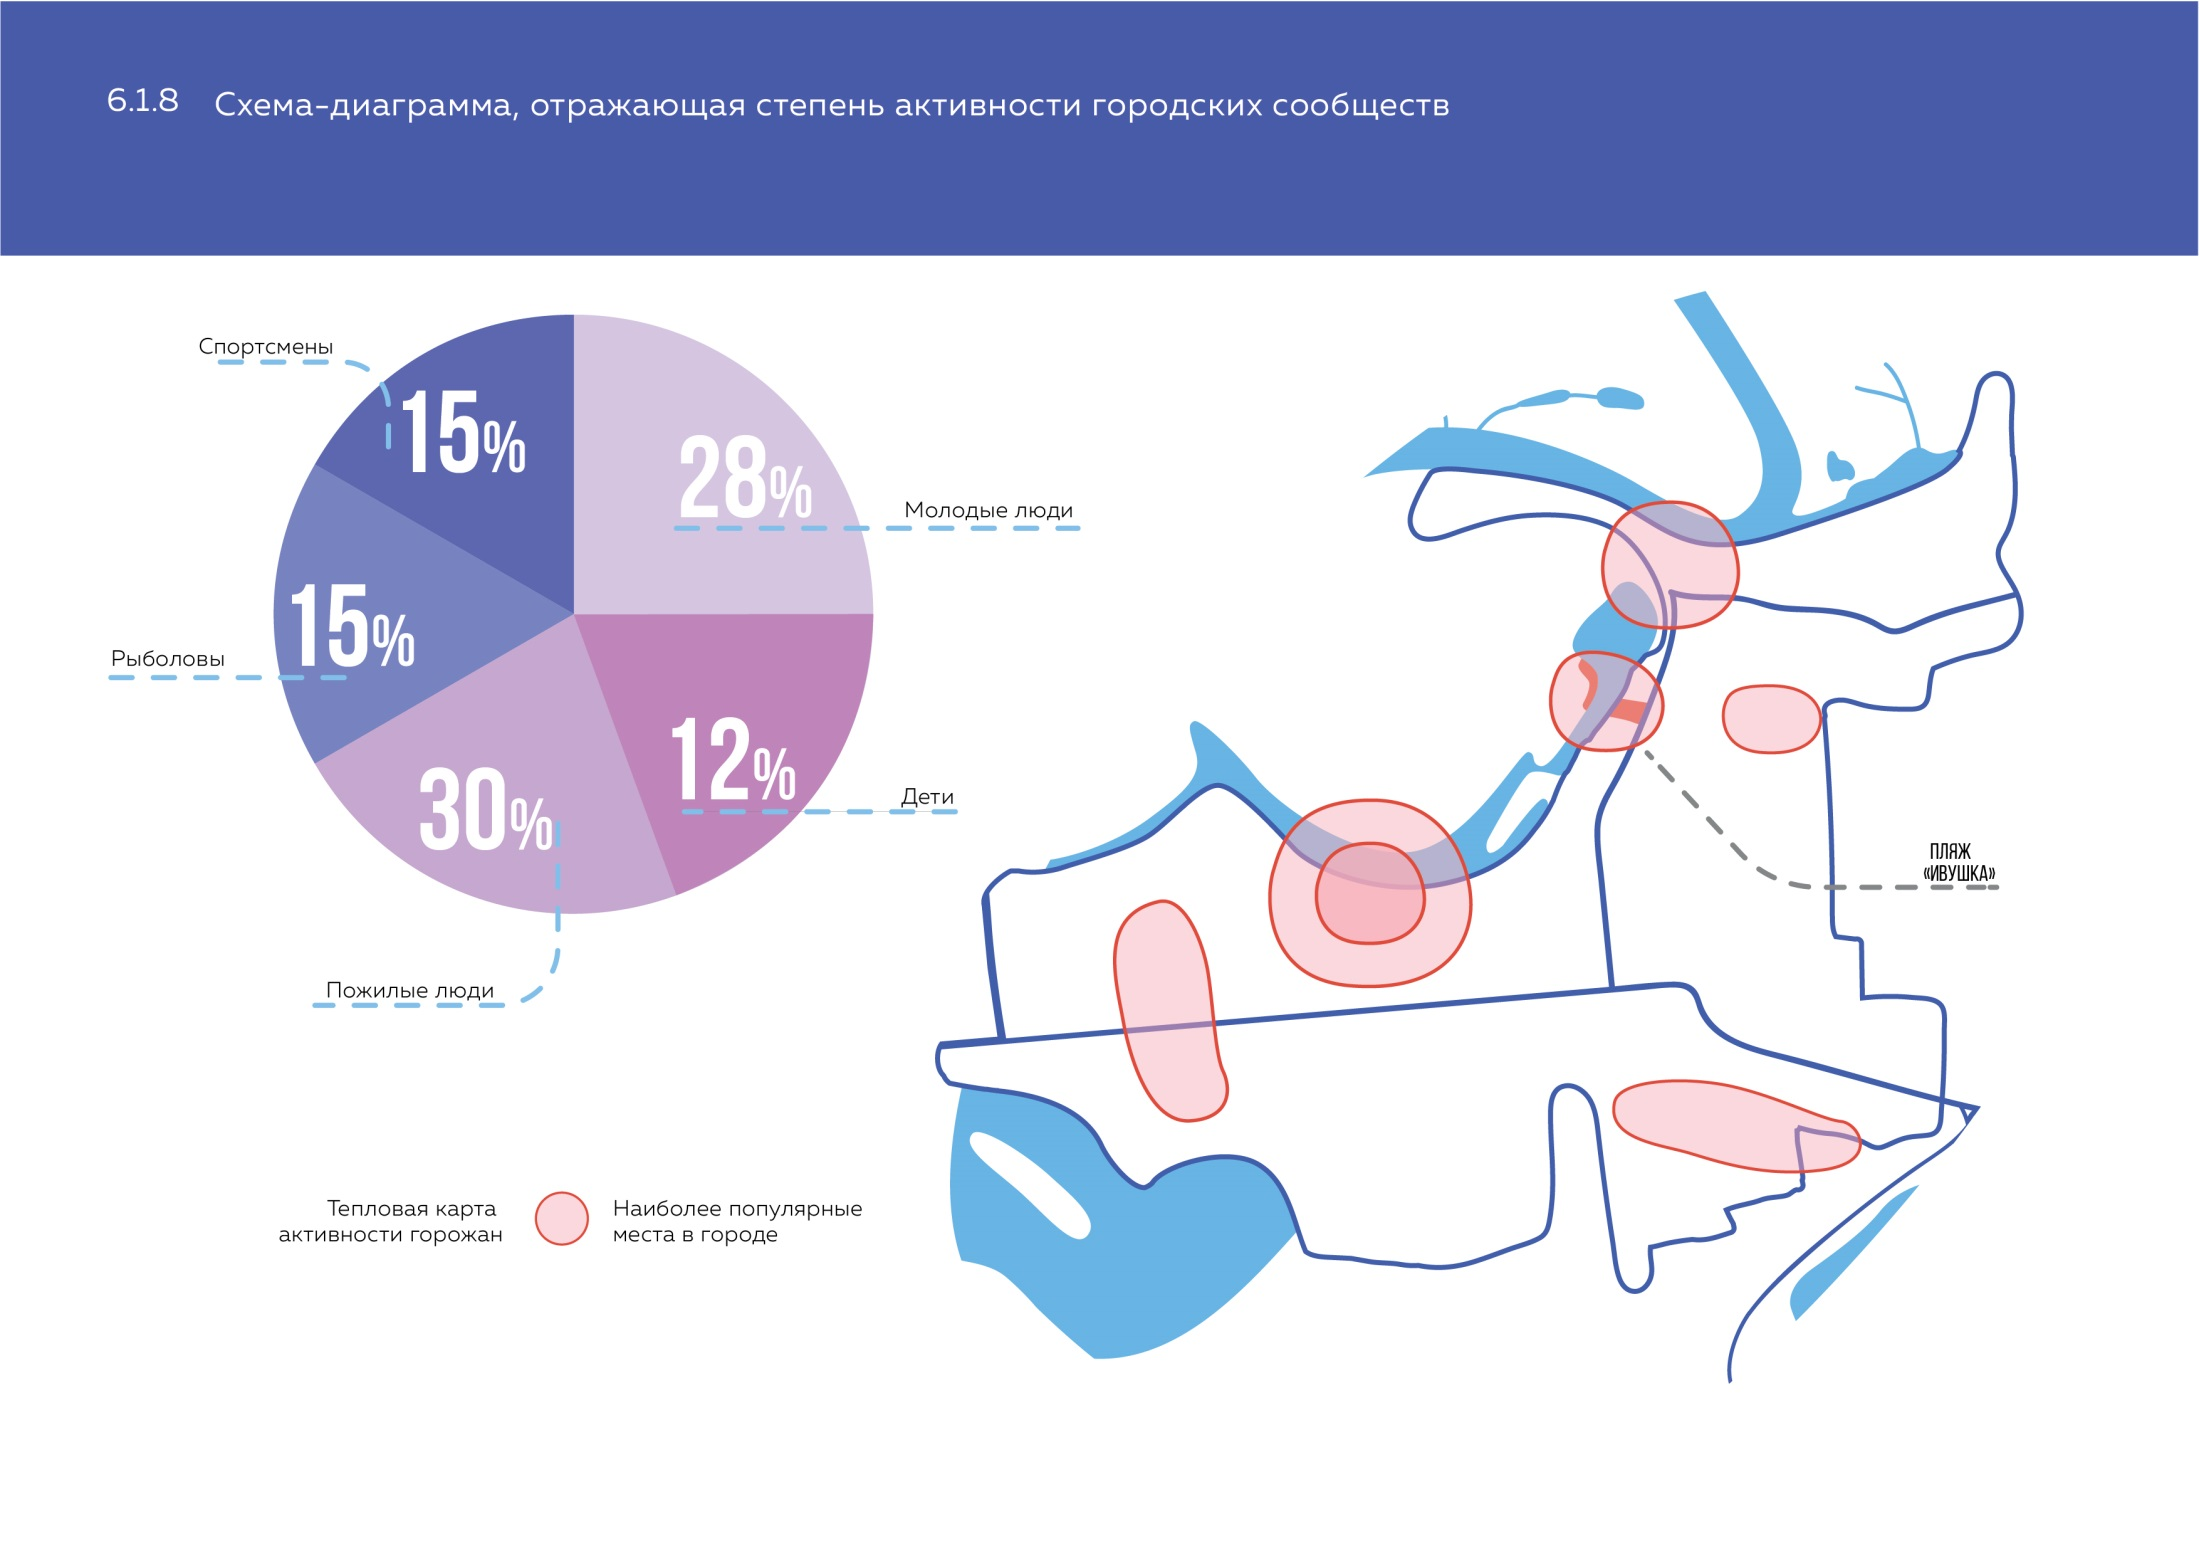 6.1.8 Схема-диаграмма, отражающая степень активности городских сообществ
Спортсмены
15%
28%
Молодые люди
15%
Рыболовы
12%
Дети
30%
Пожилые люди
ПЛЯЖ
«ИВУШКА»
Тепловая карта
активности горожан
Наиболее популярные
места в городе